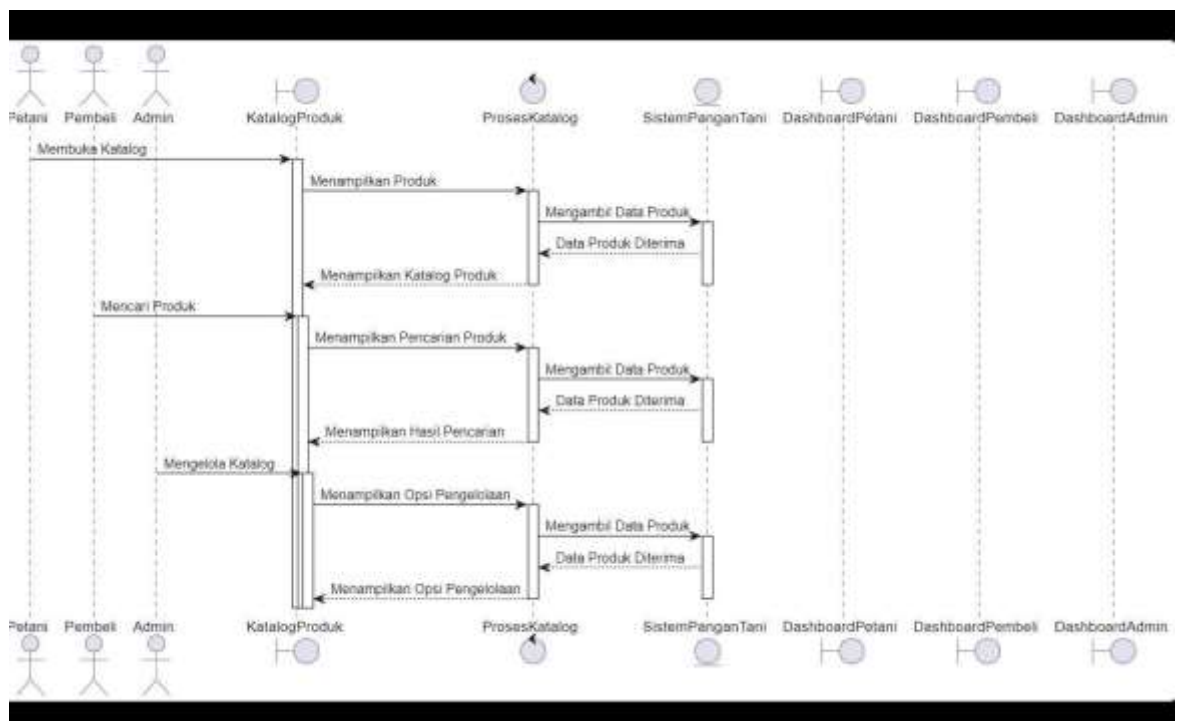 Petani Pembeli Admin KatalogProduk ProsesKatalog SistemPanganTani DashboardPetani DashboardPembeli DashboardAdmin
Membuka Katalog
Menampilkan Produk
Mengambil Data Produk
Data Produk Diterima
Menampilkan Katalog Produk
Mencari Produk
Menampilkan Pencarian Produk
Mengambil Data Produk
Data Produk Diterima
Menampilkan Hasil Pencarian
Mengelola Katalog
Menampilkan Opsi Pengelolaan
Mengambil Data Produk
Data Produk Diterima
Menampilkan Opsi Pengelolaan
Petani Pembeli Admin KatalogProduk ProsesKatalog SistemPanganTani DashboardPetani DashboardPembeli DashboardAdmin